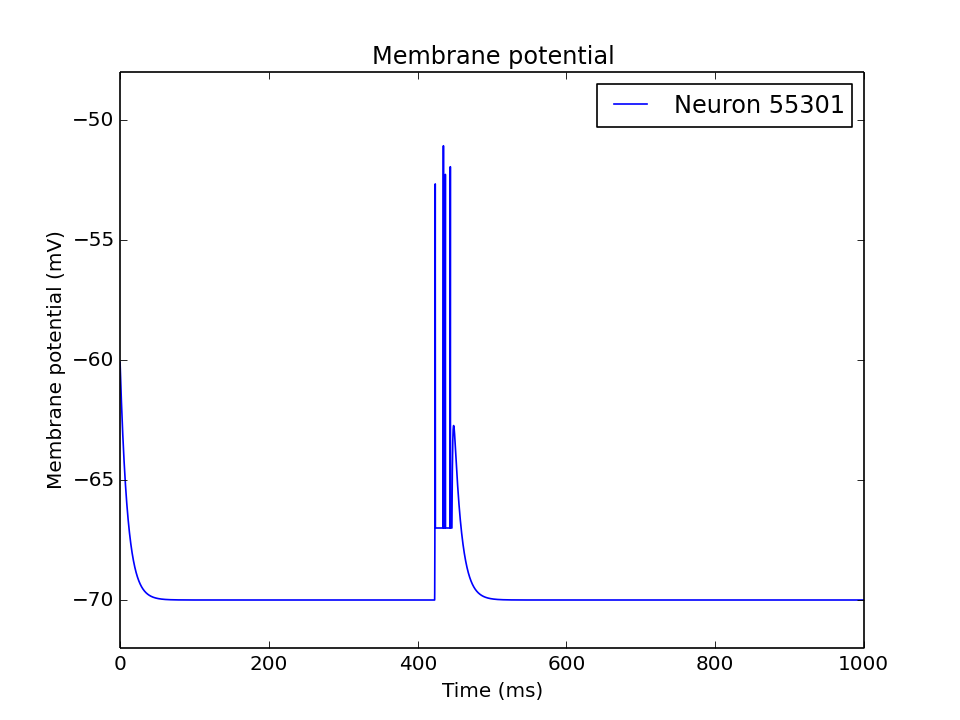 Membrane potential
Neuron 55301
−50
−55
−60
−65
−70
Membrane potential (mV)
0 200 400 600 800 1000
Time (ms)